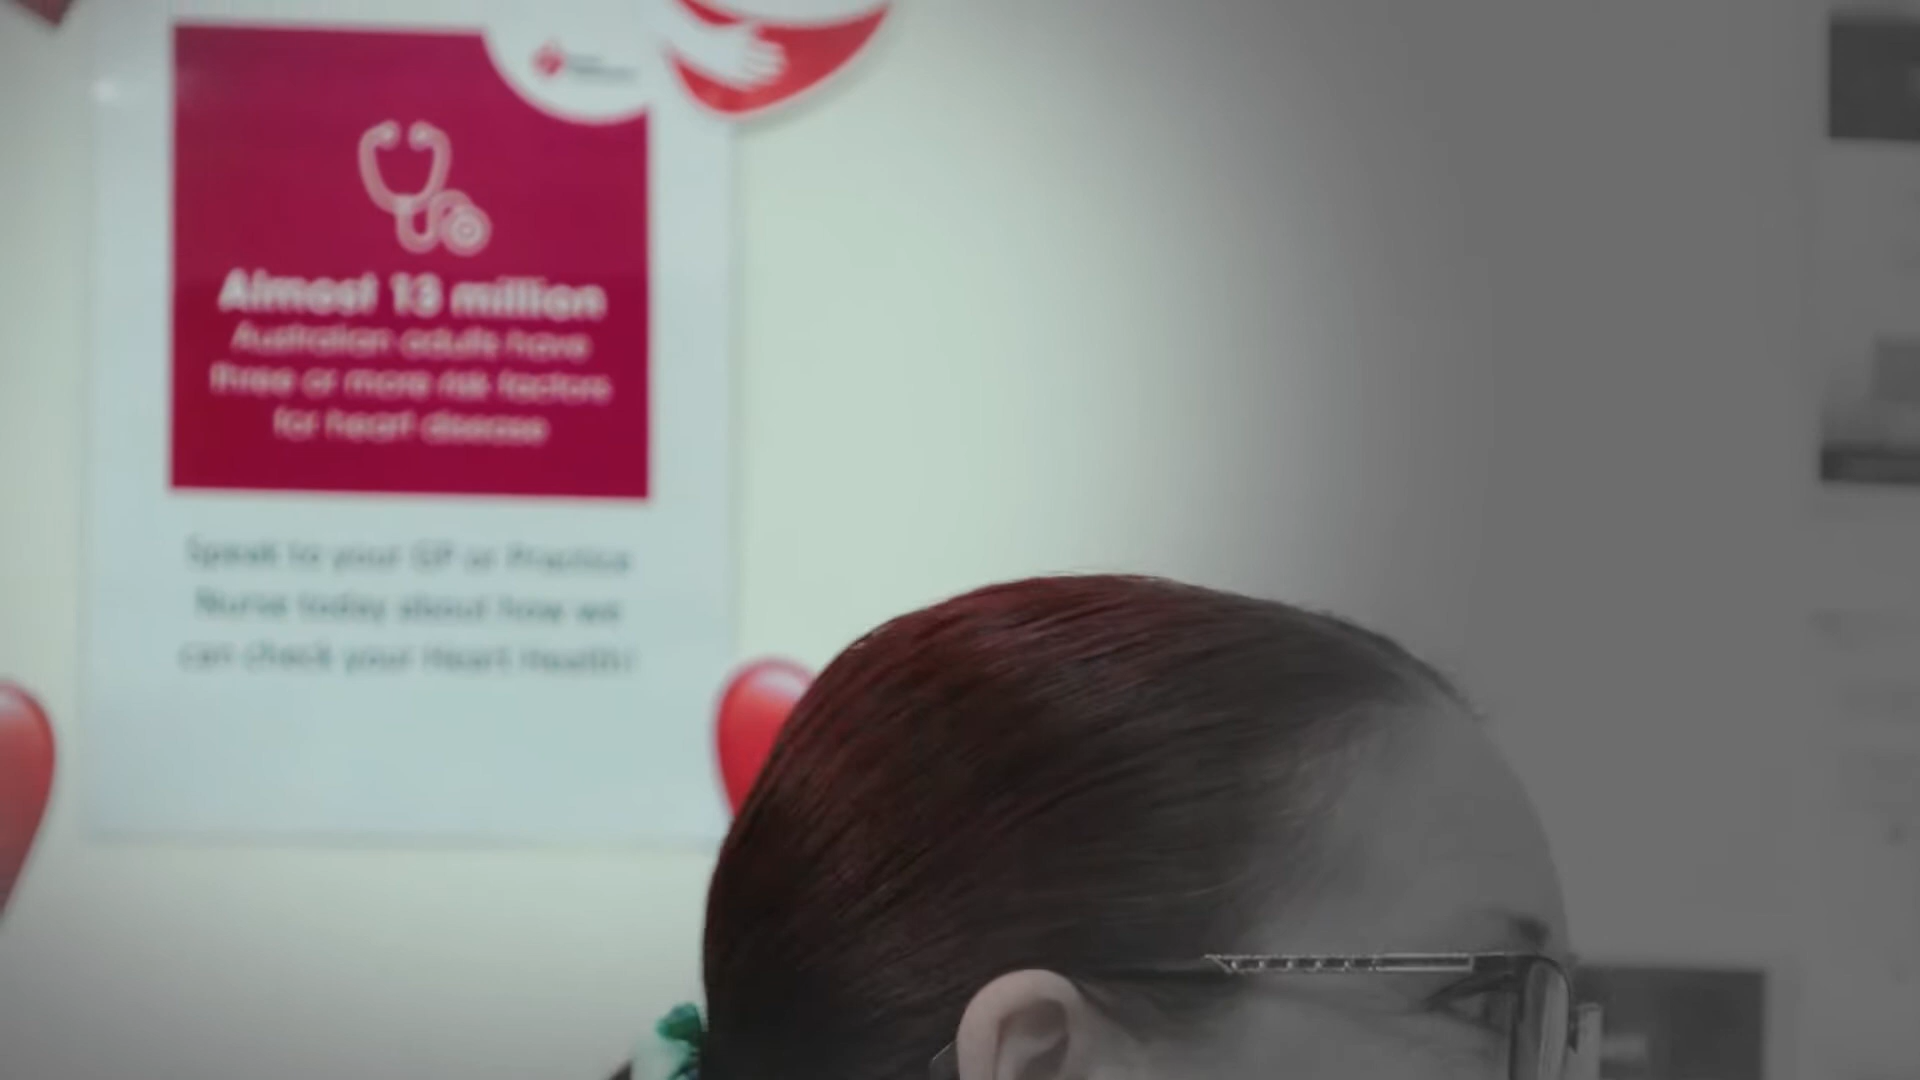 Almost 13 million
Australian adults have
three or more risk factors
for heart disease
Speak to your GP or Practice
Nurse today about how we
can check your Heart Health!